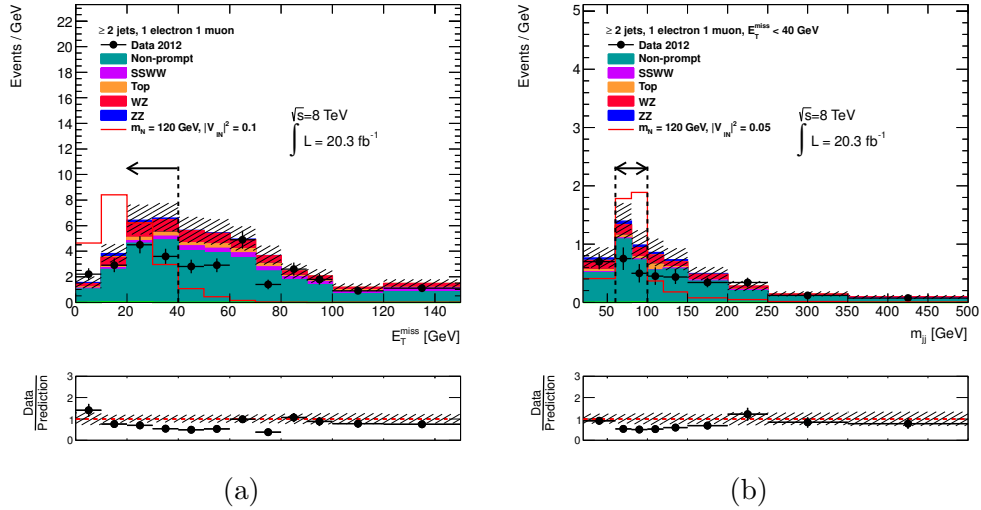 Events / GeV
22
20
18
16
14
12
10
8
6
4
2
0
≥ 2 jets, 1 electron 1 muon
Data 2012
Non-prompt
SSWW
Top
WZ
ZZ
m_N = 120 GeV, |V_lN|² = 0.1
√s=8 TeV
∫ L = 20.3 fb⁻¹
0 20 40 60 80 100 120 140
E_T^miss [GeV]
Data
Prediction
3
2
1
0
(a)
Events / GeV
5
4
3
2
1
0
≥ 2 jets, 1 electron 1 muon, E_T^miss < 40 GeV
Data 2012
Non-prompt
SSWW
Top
WZ
ZZ
m_N = 120 GeV, |V_lN|² = 0.05
√s=8 TeV
∫ L = 20.3 fb⁻¹
50 100 150 200 250 300 350 400 450 500
m_jj [GeV]
Data
Prediction
3
2
1
0
(b)